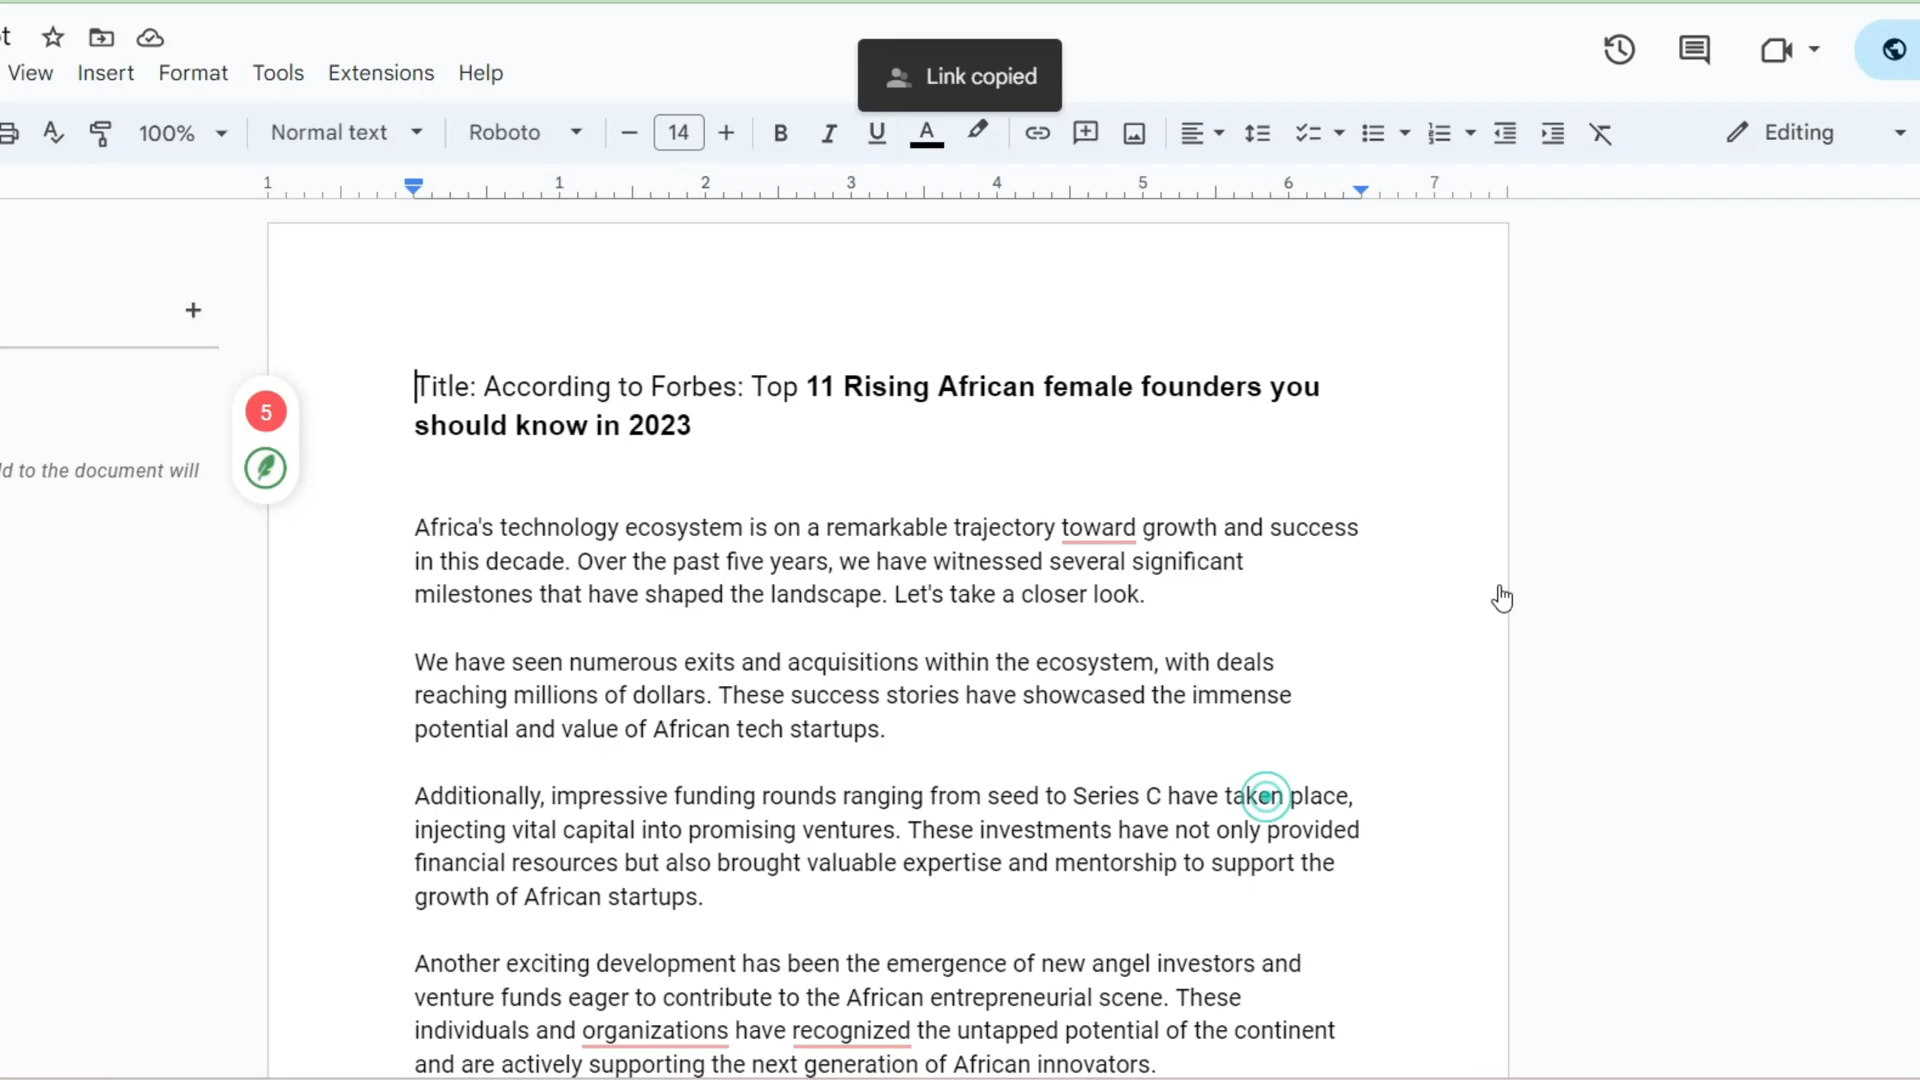 t
View Insert Format Tools Extensions Help
Link copied
100% Normal text Roboto 14 B I U A Editing
1 1 2 3 4 5 6 7
Title: According to Forbes: Top 11 Rising African female founders you
should know in 2023
5
d to the document will
Africa's technology ecosystem is on a remarkable trajectory toward growth and success
in this decade. Over the past five years, we have witnessed several significant
milestones that have shaped the landscape. Let's take a closer look.
We have seen numerous exits and acquisitions within the ecosystem, with deals
reaching millions of dollars. These success stories have showcased the immense
potential and value of African tech startups.
Additionally, impressive funding rounds ranging from seed to Series C have taken place,
injecting vital capital into promising ventures. These investments have not only provided
financial resources but also brought valuable expertise and mentorship to support the
growth of African startups.
Another exciting development has been the emergence of new angel investors and
venture funds eager to contribute to the African entrepreneurial scene. These
individuals and organizations have recognized the untapped potential of the continent
and are actively supporting the next generation of African innovators.